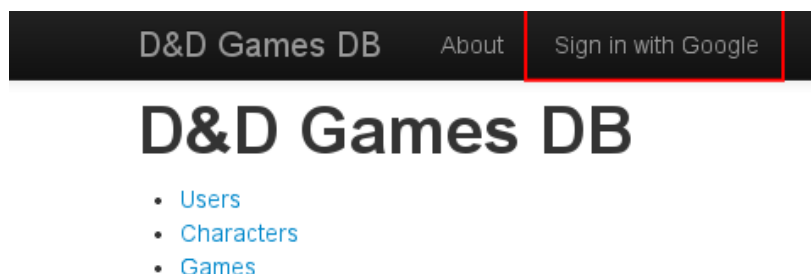 D&D Games DB About Sign in with Google
D&D Games DB
Users
Characters
Games